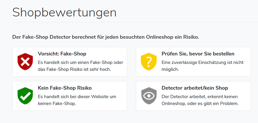 Shopbewertungen
Der Fake-Shop Detector berechnet für jeden besuchten Onlineshop ein Risiko.
Vorsicht: Fake-Shop
Es handelt sich um einen Fake-Shop oder
das Fake-Shop Risiko ist sehr hoch.
Prüfen Sie, bevor Sie bestellen
Eine zuverlässige Einschätzung ist nicht
möglich.
Kein Fake-Shop Risiko
Es handelt sich bei dieser Website um
keinen Fake-Shop.
Detector arbeitet/kein Shop
Der Detector arbeitet, erkennt keinen
Onlineshop, oder es gibt ein Problem.